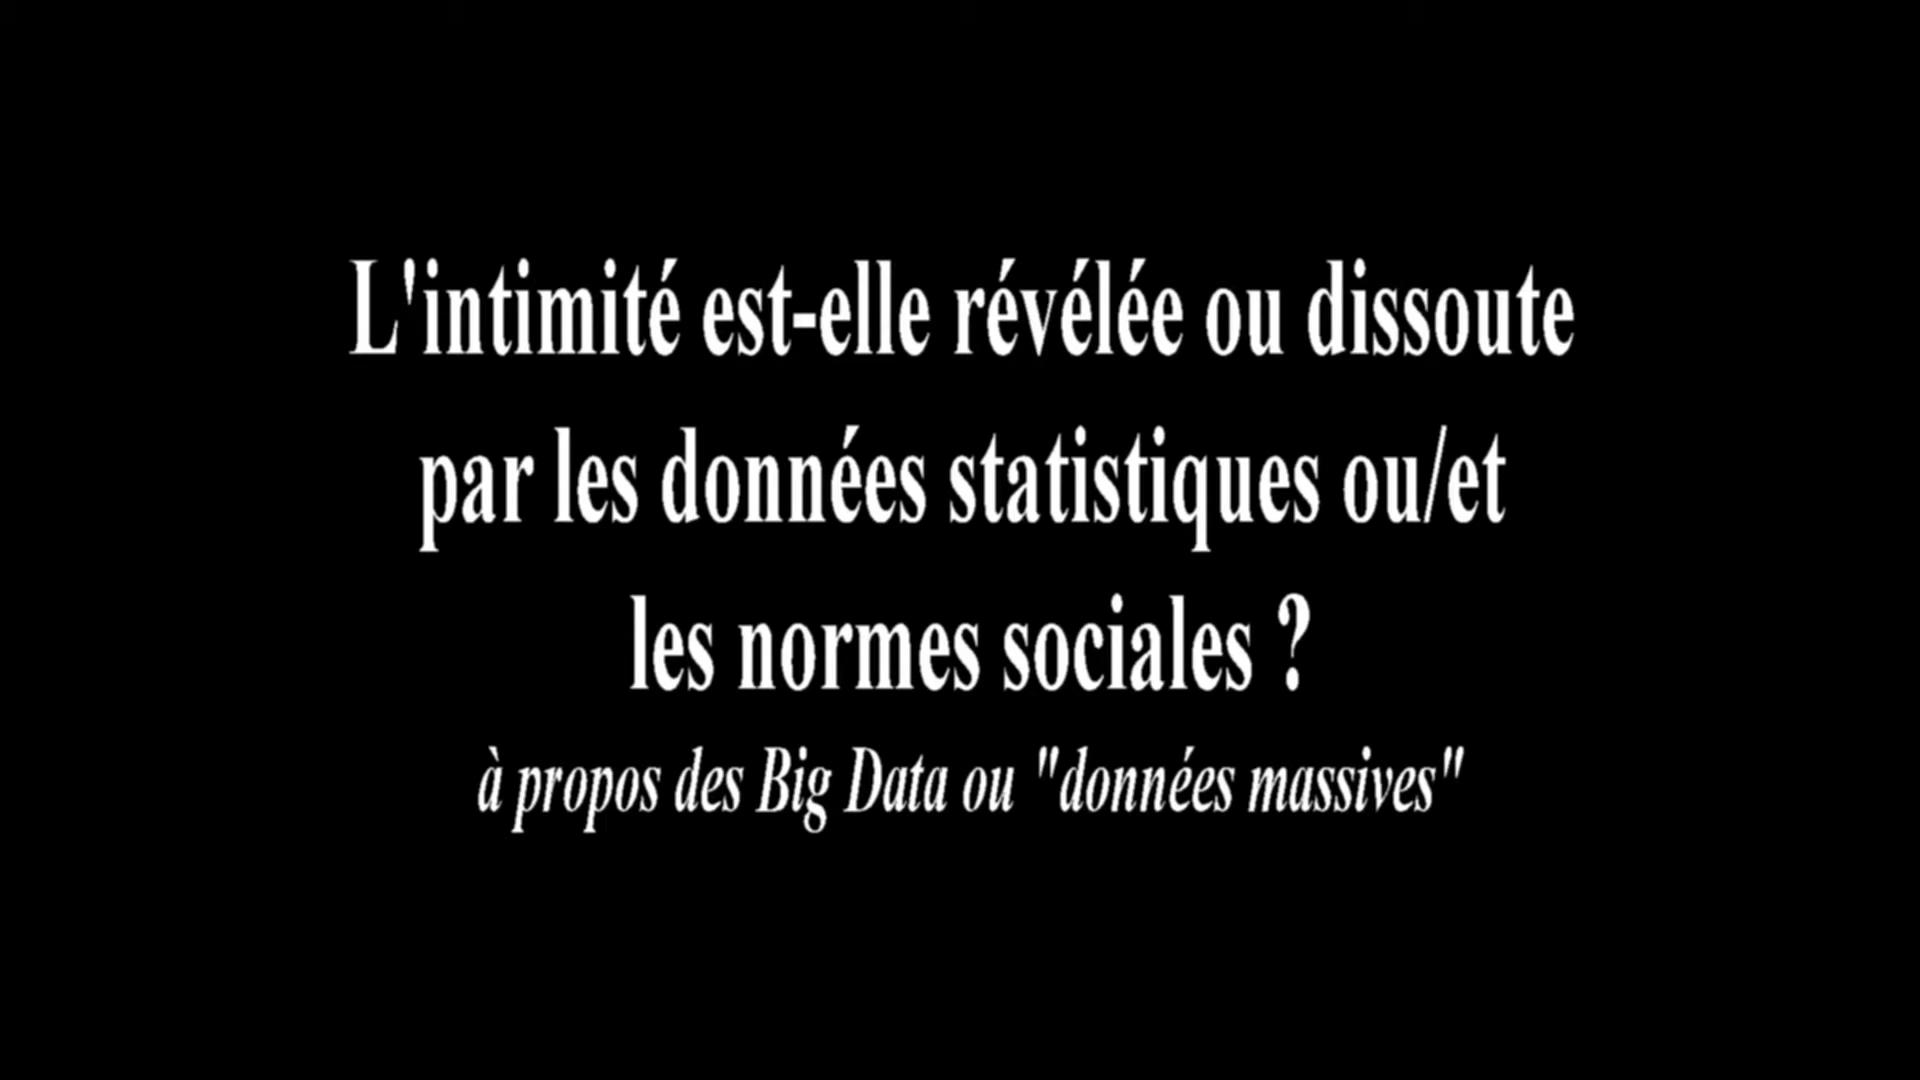 L'intimité est-elle révélée ou dissoute
par les données statistiques ou/et
les normes sociales ?
à propos des Big Data ou "données massives"